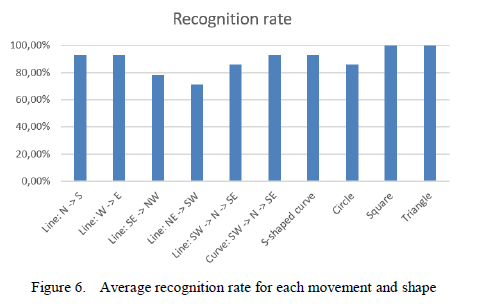 Recognition rate
100,00%
80,00%
60,00%
40,00%
20,00%
0,00%
Line: N -> S
Line: W -> E
Line: SE -> NW
Line: NE -> SW
Line: SW -> N -> SE
Curve: SW -> N -> SE
S-shaped curve
Circle
Square
Triangle
Figure 6. Average recognition rate for each movement and shape